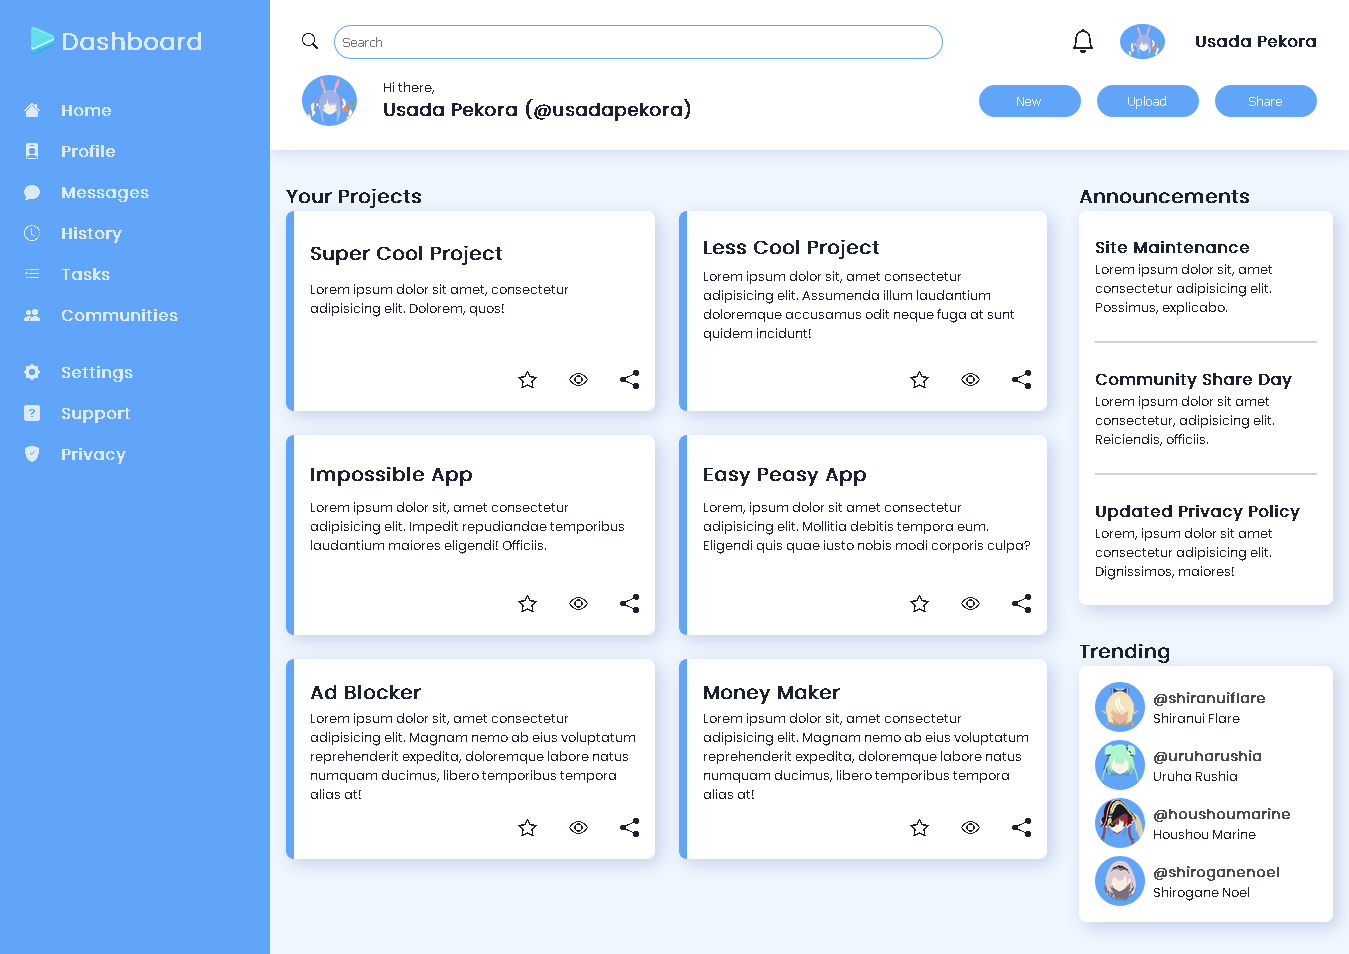 Dashboard
Home
Profile
Messages
History
Tasks
Communities
Settings
Support
Privacy
Search
Usada Pekora
Hi there,
Usada Pekora (@usadapekora)
New
Upload
Share
Your Projects
Super Cool Project
Lorem ipsum dolor sit amet, consectetur
adipisicing elit. Dolorem, quos!
Less Cool Project
Lorem ipsum dolor sit, amet consectetur
adipisicing elit. Assumenda illum laudantium
doloremque accusamus odit neque fuga at sunt
quidem incidunt!
Impossible App
Lorem ipsum dolor sit, amet consectetur
adipisicing elit. Impedit repudiandae temporibus
laudantium maiores eligendi! Officiis.
Easy Peasy App
Lorem, ipsum dolor sit amet consectetur
adipisicing elit. Mollitia debitis tempora eum.
Eligendi quis quae iusto nobis modi corporis culpa?
Ad Blocker
Lorem ipsum dolor sit, amet consectetur
adipisicing elit. Magnam nemo ab eius voluptatum
reprehenderit expedita, doloremque labore natus
numquam ducimus, libero temporibus tempora
alias at!
Money Maker
Lorem ipsum dolor sit, amet consectetur
adipisicing elit. Magnam nemo ab eius voluptatum
reprehenderit expedita, doloremque labore natus
numquam ducimus, libero temporibus tempora
alias at!
Announcements
Site Maintenance
Lorem ipsum dolor sit, amet
consectetur adipisicing elit.
Possimus, explicabo.
Community Share Day
Lorem ipsum dolor sit amet
consectetur, adipisicing elit.
Reiciendis, officiis.
Updated Privacy Policy
Lorem, ipsum dolor sit amet
consectetur adipisicing elit.
Dignissimos, maiores!
Trending
@shiranuiflare
Shiranui Flare
@uruharushia
Uruha Rushia
@houshoumarine
Houshou Marine
@shiroganenoel
Shirogane Noel